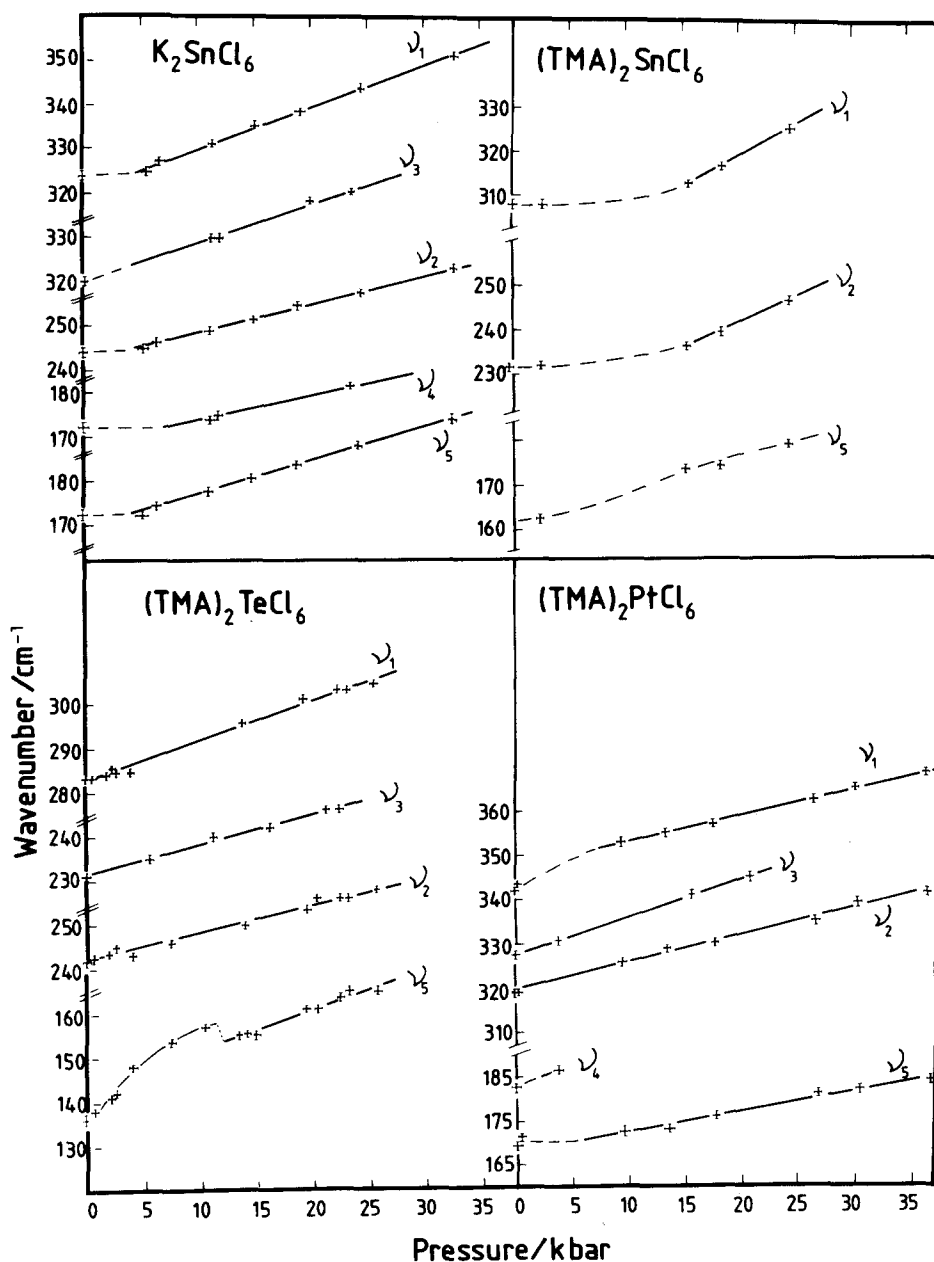 K₂SnCl₆
ν₁
ν₃
ν₂
ν₄
ν₅
350
340
330
320
330
320
250
240
180
170
180
170
(TMA)₂SnCl₆
ν₁
ν₂
ν₅
330
320
310
250
240
230
170
160
(TMA)₂TeCl₆
ν₁
ν₃
ν₂
ν₅
300
290
280
240
230
250
240
160
150
140
130
(TMA)₂PtCl₆
ν₁
ν₃
ν₂
ν₄
ν₅
360
350
340
330
320
310
185
175
165
Wavenumber/cm⁻¹
0 5 10 15 20 25 30 35
0 5 10 15 20 25 30 35
Pressure/kbar